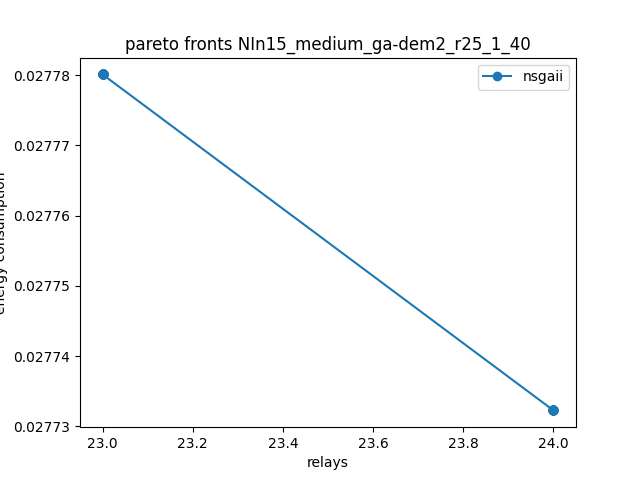 pareto fronts NIn15_medium_ga-dem2_r25_1_40
nsgaii
0.02778
0.02777
0.02776
0.02775
0.02774
0.02773
energy consumption
23.0 23.2 23.4 23.6 23.8 24.0
relays